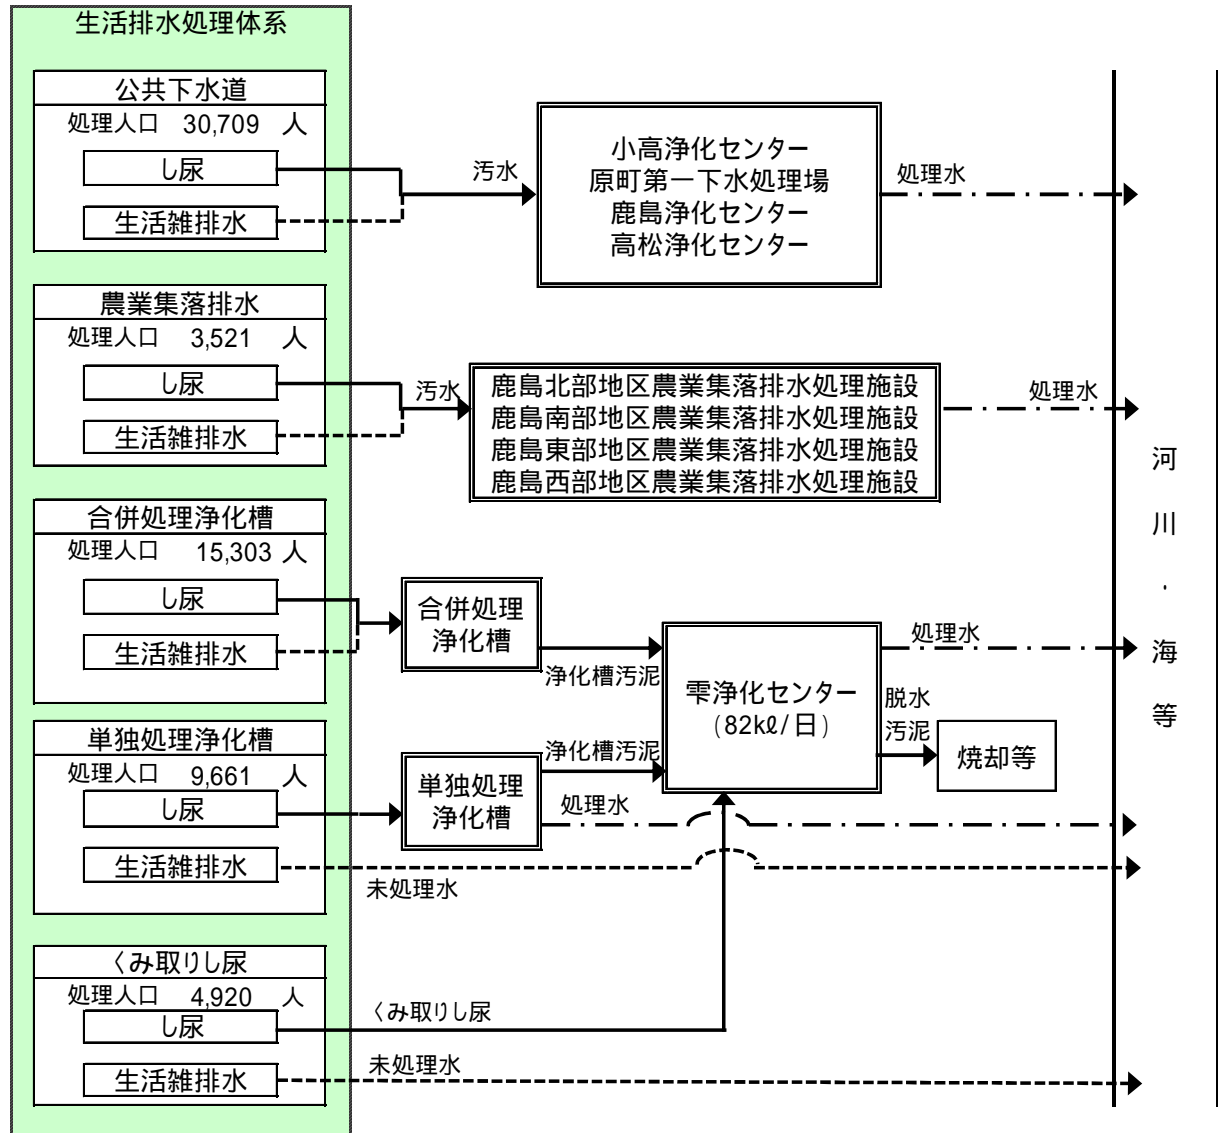 生活排水処理体系
公共下水道
処理人口 30,709 人
し尿
生活雑排水
汚水
小高浄化センター
原町第一下水処理場
鹿島浄化センター
高松浄化センター
処理水
農業集落排水
処理人口 3,521 人
し尿
生活雑排水
汚水
鹿島北部地区農業集落排水処理施設
鹿島南部地区農業集落排水処理施設
鹿島東部地区農業集落排水処理施設
鹿島西部地区農業集落排水処理施設
処理水
合併処理浄化槽
処理人口 15,303 人
し尿
生活雑排水
合併処理
浄化槽
浄化槽汚泥
単独処理浄化槽
処理人口 9,661 人
し尿
生活雑排水
単独処理
浄化槽
浄化槽汚泥
処理水
未処理水
雫浄化センター
(82kℓ/日)
処理水
脱水
汚泥
焼却等
くみ取りし尿
処理人口 4,920 人
し尿
生活雑排水
くみ取りし尿
未処理水
河
川
・
海
等